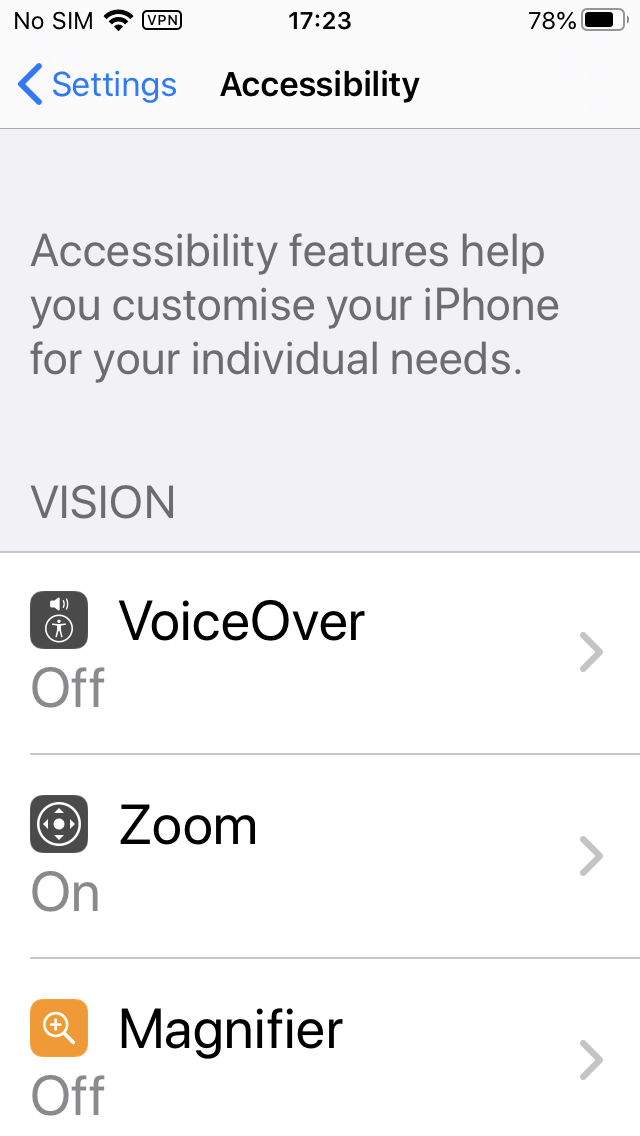 No SIM VPN 17:23 78%
Settings Accessibility
Accessibility features help
you customise your iPhone
for your individual needs.
VISION
VoiceOver
Off
Zoom
On
Magnifier
Off